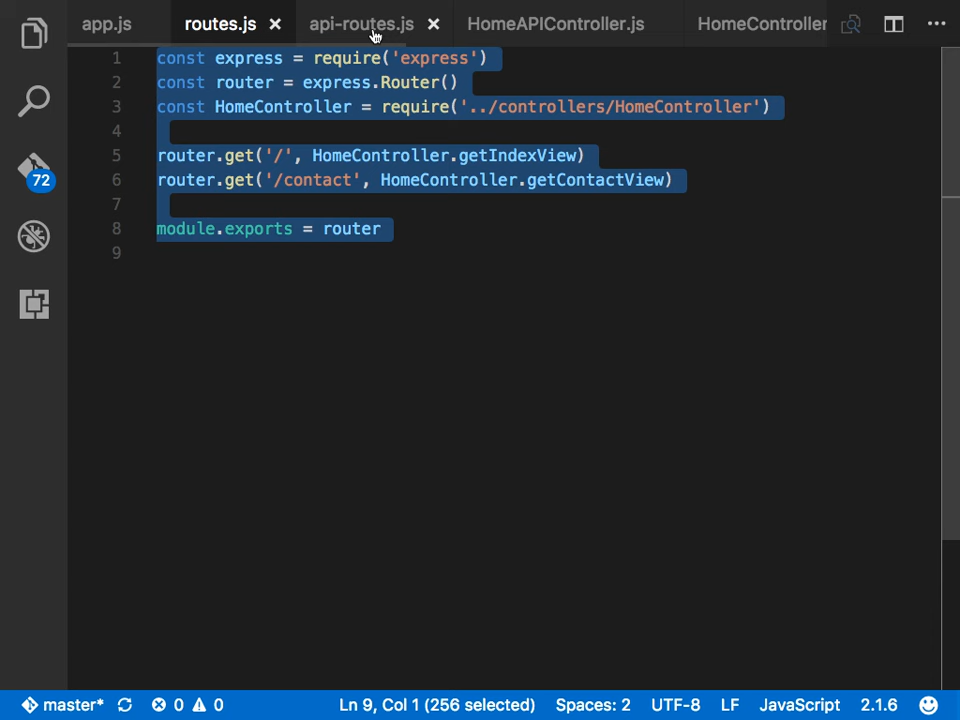 app.js
routes.js
api-routes.js
HomeAPIController.js
HomeController
72
1 const express = require('express')
2 const router = express.Router()
3 const HomeController = require('../controllers/HomeController')
4
5 router.get('/', HomeController.getIndexView)
6 router.get('/contact', HomeController.getContactView)
7
8 module.exports = router
9
master* 0 0 Ln 9, Col 1 (256 selected) Spaces: 2 UTF-8 LF JavaScript 2.1.6